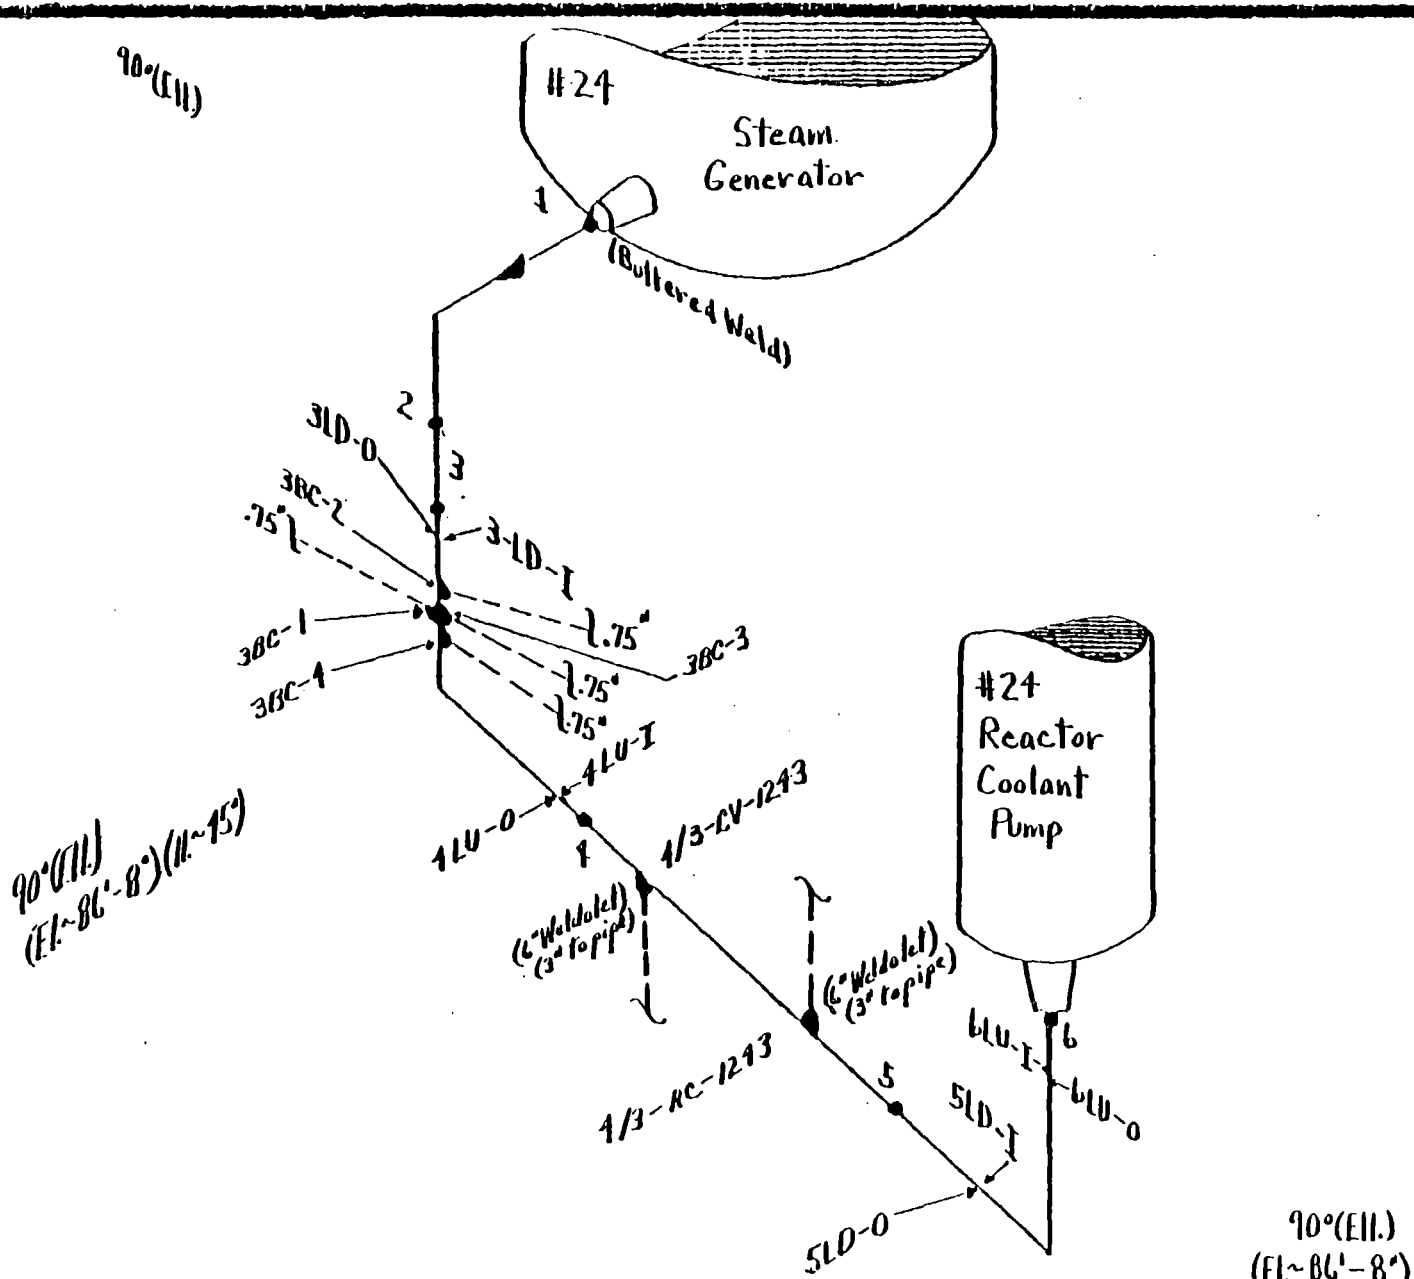 90°(Ell.)
#24
Steam
Generator
1
(Buttered Weld)
2
3LD-O
3
3BC-2
.75"
3-LD-I
.75"
3BC-1
3BC-3
3BC-4
.75"
.75"
#24
Reactor
Coolant
Pump
4LU-I
4LU-O
4
4/3-CV-1243
90°(Ell.)
(El.~86'-8")(11.~45°)
(6"Weldolet)
(3" to pipe)
(6"Weldolet)
(3" to pipe)
6
6LU-I
6LU-O
4/3-RC-1243
5
5LD-I
5LD-O
90°(Ell.)
(El~86'-8")